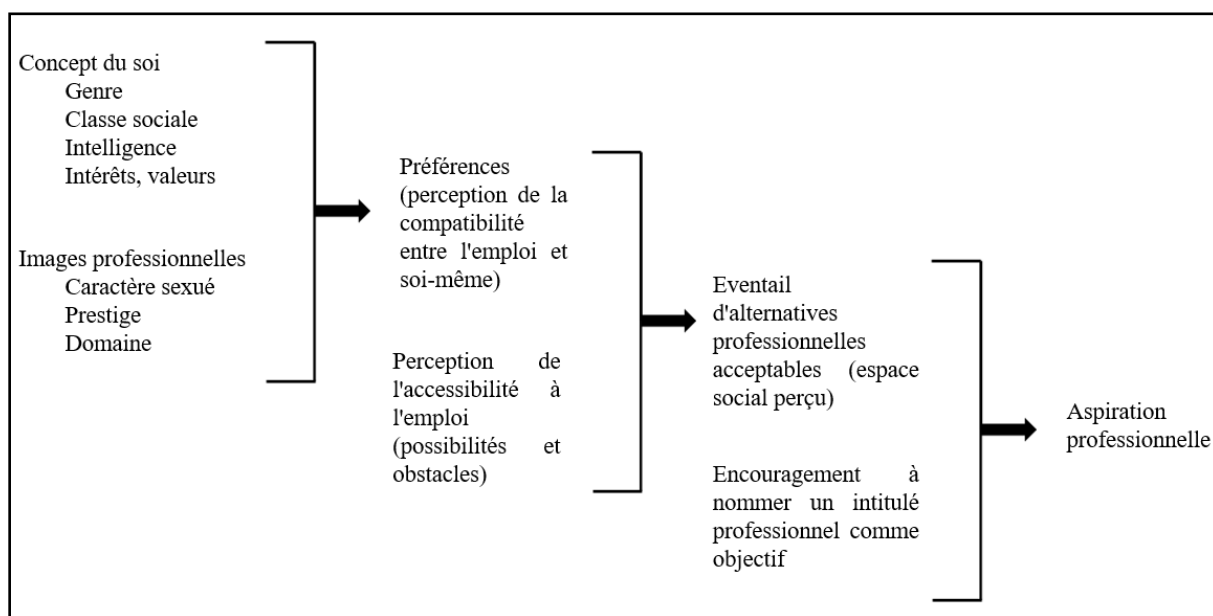 Concept du soi
Genre
Classe sociale
Intelligence
Intérêts, valeurs
Images professionnelles
Caractère sexué
Prestige
Domaine
Préférences
(perception de la
compatibilité
entre l'emploi et
soi-même)
Perception de
l'accessibilité à
l'emploi
(possibilités et
obstacles)
Eventail
d'alternatives
professionnelles
acceptables (espace
social perçu)
Encouragement à
nommer un intitulé
professionnel comme
objectif
Aspiration
professionnelle